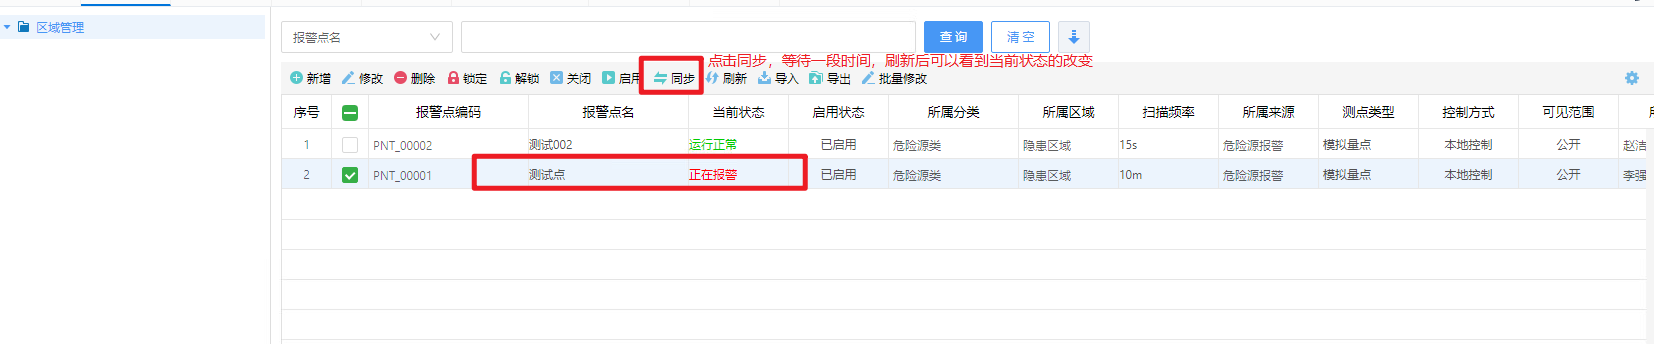 区域管理
报警点名 查询 清空
点击同步，等待一段时间，刷新后可以看到当前状态的改变
新增 修改 删除 锁定 解锁 关闭 启用 同步 刷新 导入 导出 批量修改
序号 报警点编码 报警点名 当前状态 启用状态 所属分类 所属区域 扫描频率 所属来源 测点类型 控制方式 可见范围
1 PNT_00002 测试002 运行正常 已启用 危险源类 隐患区域 15s 危险源报警 模拟量点 本地控制 公开 赵洁
2 PNT_00001 测试点 正在报警 已启用 危险源类 隐患区域 10m 危险源报警 模拟量点 本地控制 公开 李强